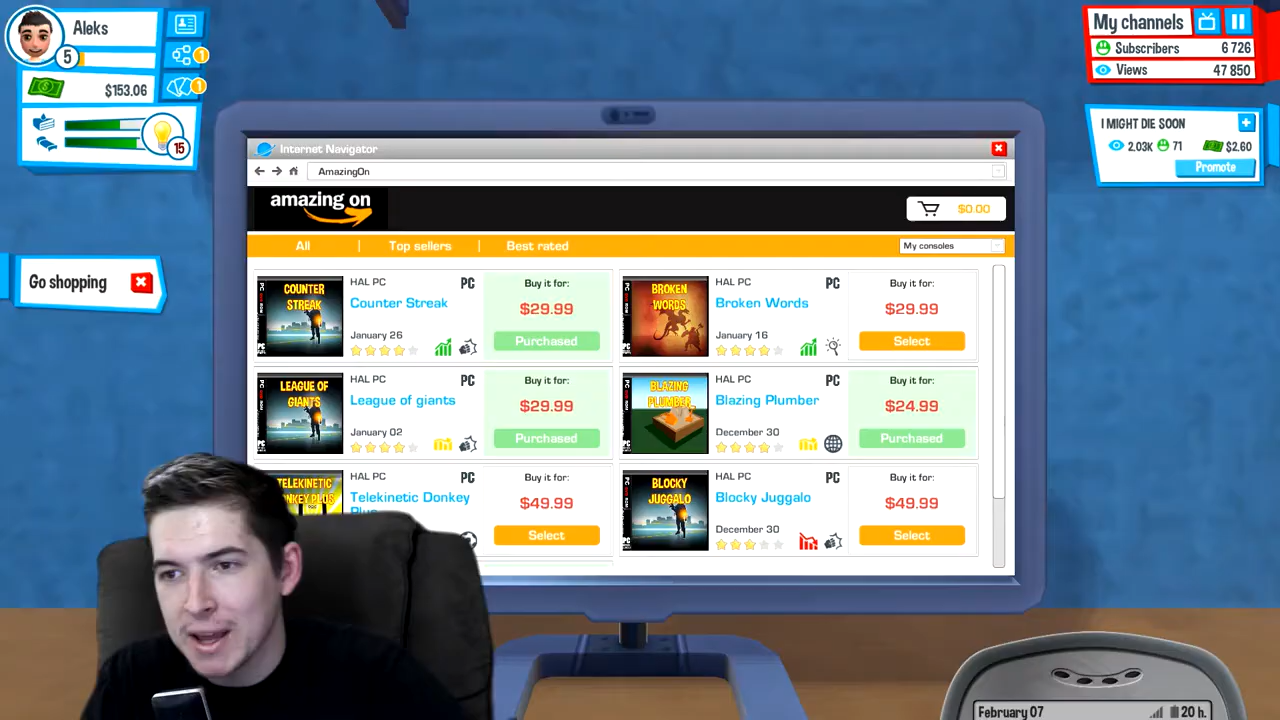 Aleks
5
1
$153.06
1
15
My channels
Subscribers 6 726
Views 47 850
I MIGHT DIE SOON
2.03K 71 $2.60
Promote
Go shopping
Internet Navigator
AmazingOn
amazing on
$0.00
All | Top sellers | Best rated
My consoles
COUNTER
STREAK
HAL PC PC
Counter Streak
January 26
Buy it for:
$29.99
Purchased
BROKEN
WORDS
HAL PC PC
Broken Words
January 16
Buy it for:
$29.99
Select
LEAGUE OF
GIANTS
HAL PC PC
League of giants
January 02
Buy it for:
$29.99
Purchased
BLAZING
PLUMBER
HAL PC PC
Blazing Plumber
December 30
Buy it for:
$24.99
Purchased
TELEKINETIC
HAL PC PC
Telekinetic Donkey
Plus
Buy it for:
$49.99
Select
BLOCKY
JUGGALO
HAL PC PC
Blocky Juggalo
December 30
Buy it for:
$49.99
Select
February 07 20 h.